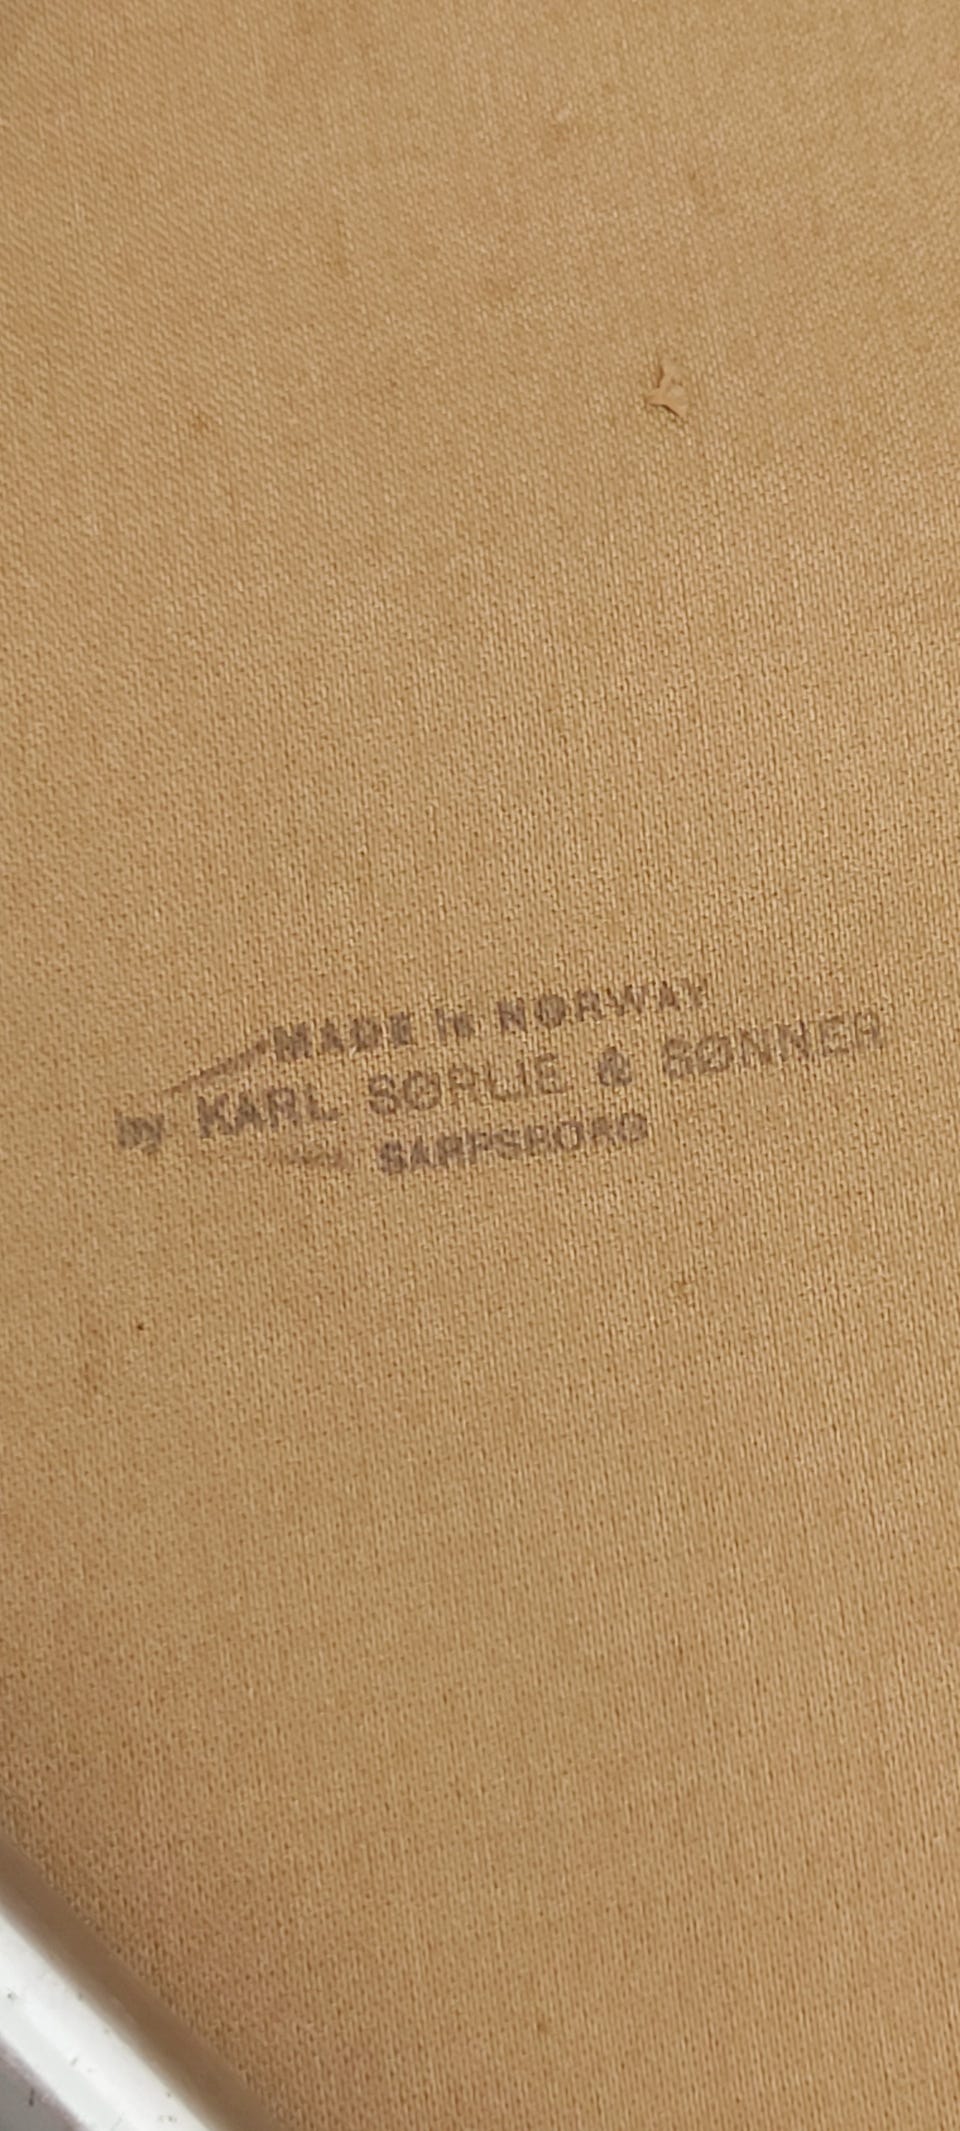 MADE in NORWAY
by KARL SØRLIE & SØNNER
SARPSBORG